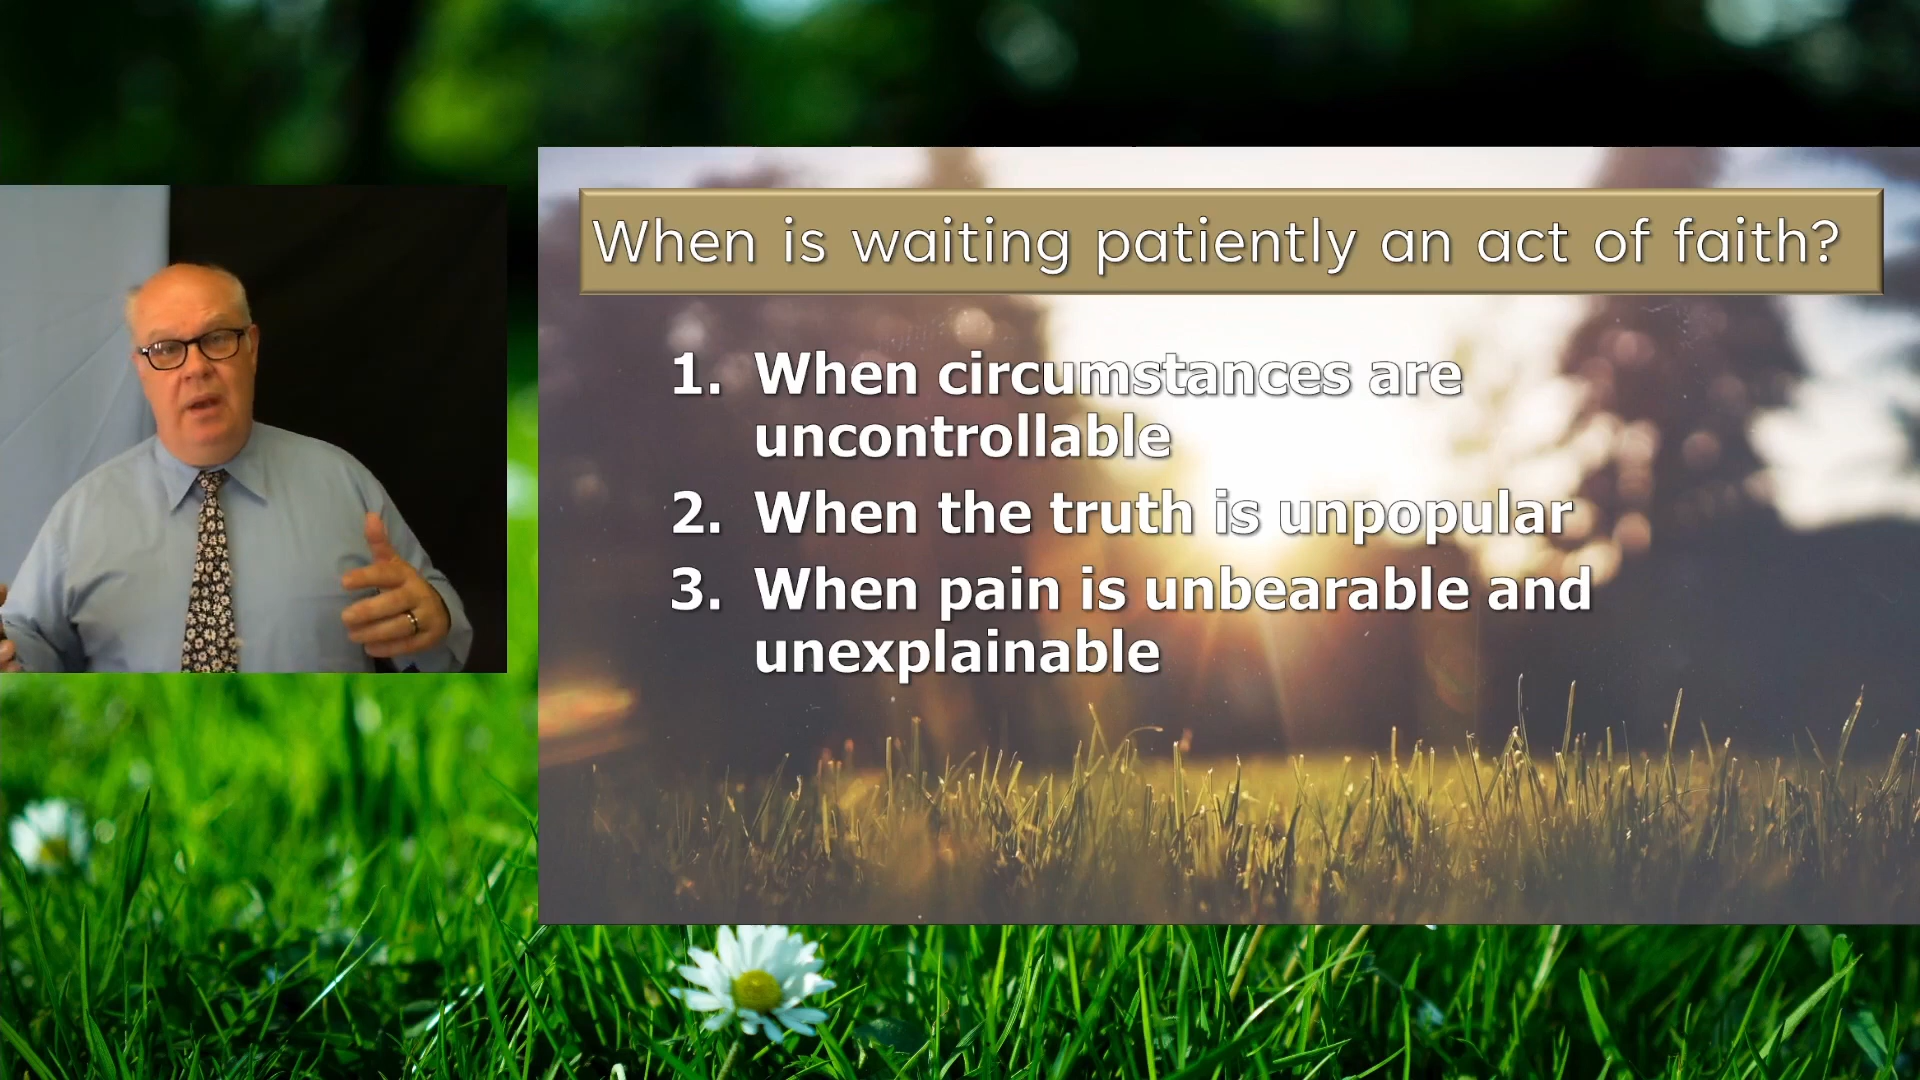 When is waiting patiently an act of faith?
1. When circumstances are
uncontrollable
2. When the truth is unpopular
3. When pain is unbearable and
unexplainable